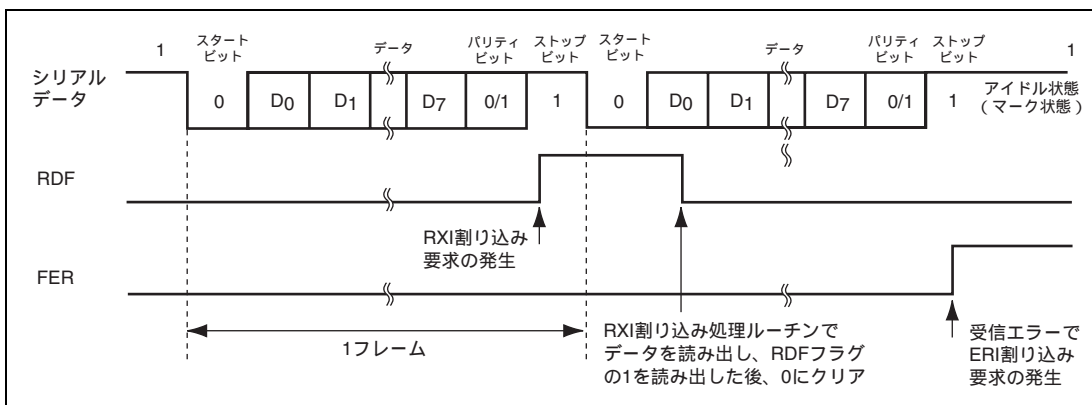 1
スタート
ビット
データ
パリティ
ビット
ストップ
ビット
スタート
ビット
データ
パリティ
ビット
ストップ
ビット
1
シリアル
データ
0 D0 D1 D7 0/1 1 0 D0 D1 D7 0/1 1
アイドル状態
(マーク状態)
RDF
RXI割り込み
要求の発生
FER
1フレーム
RXI割り込み処理ルーチンで
データを読み出し、RDFフラグ
の1を読み出した後、0にクリア
受信エラーで
ERI割り込み
要求の発生